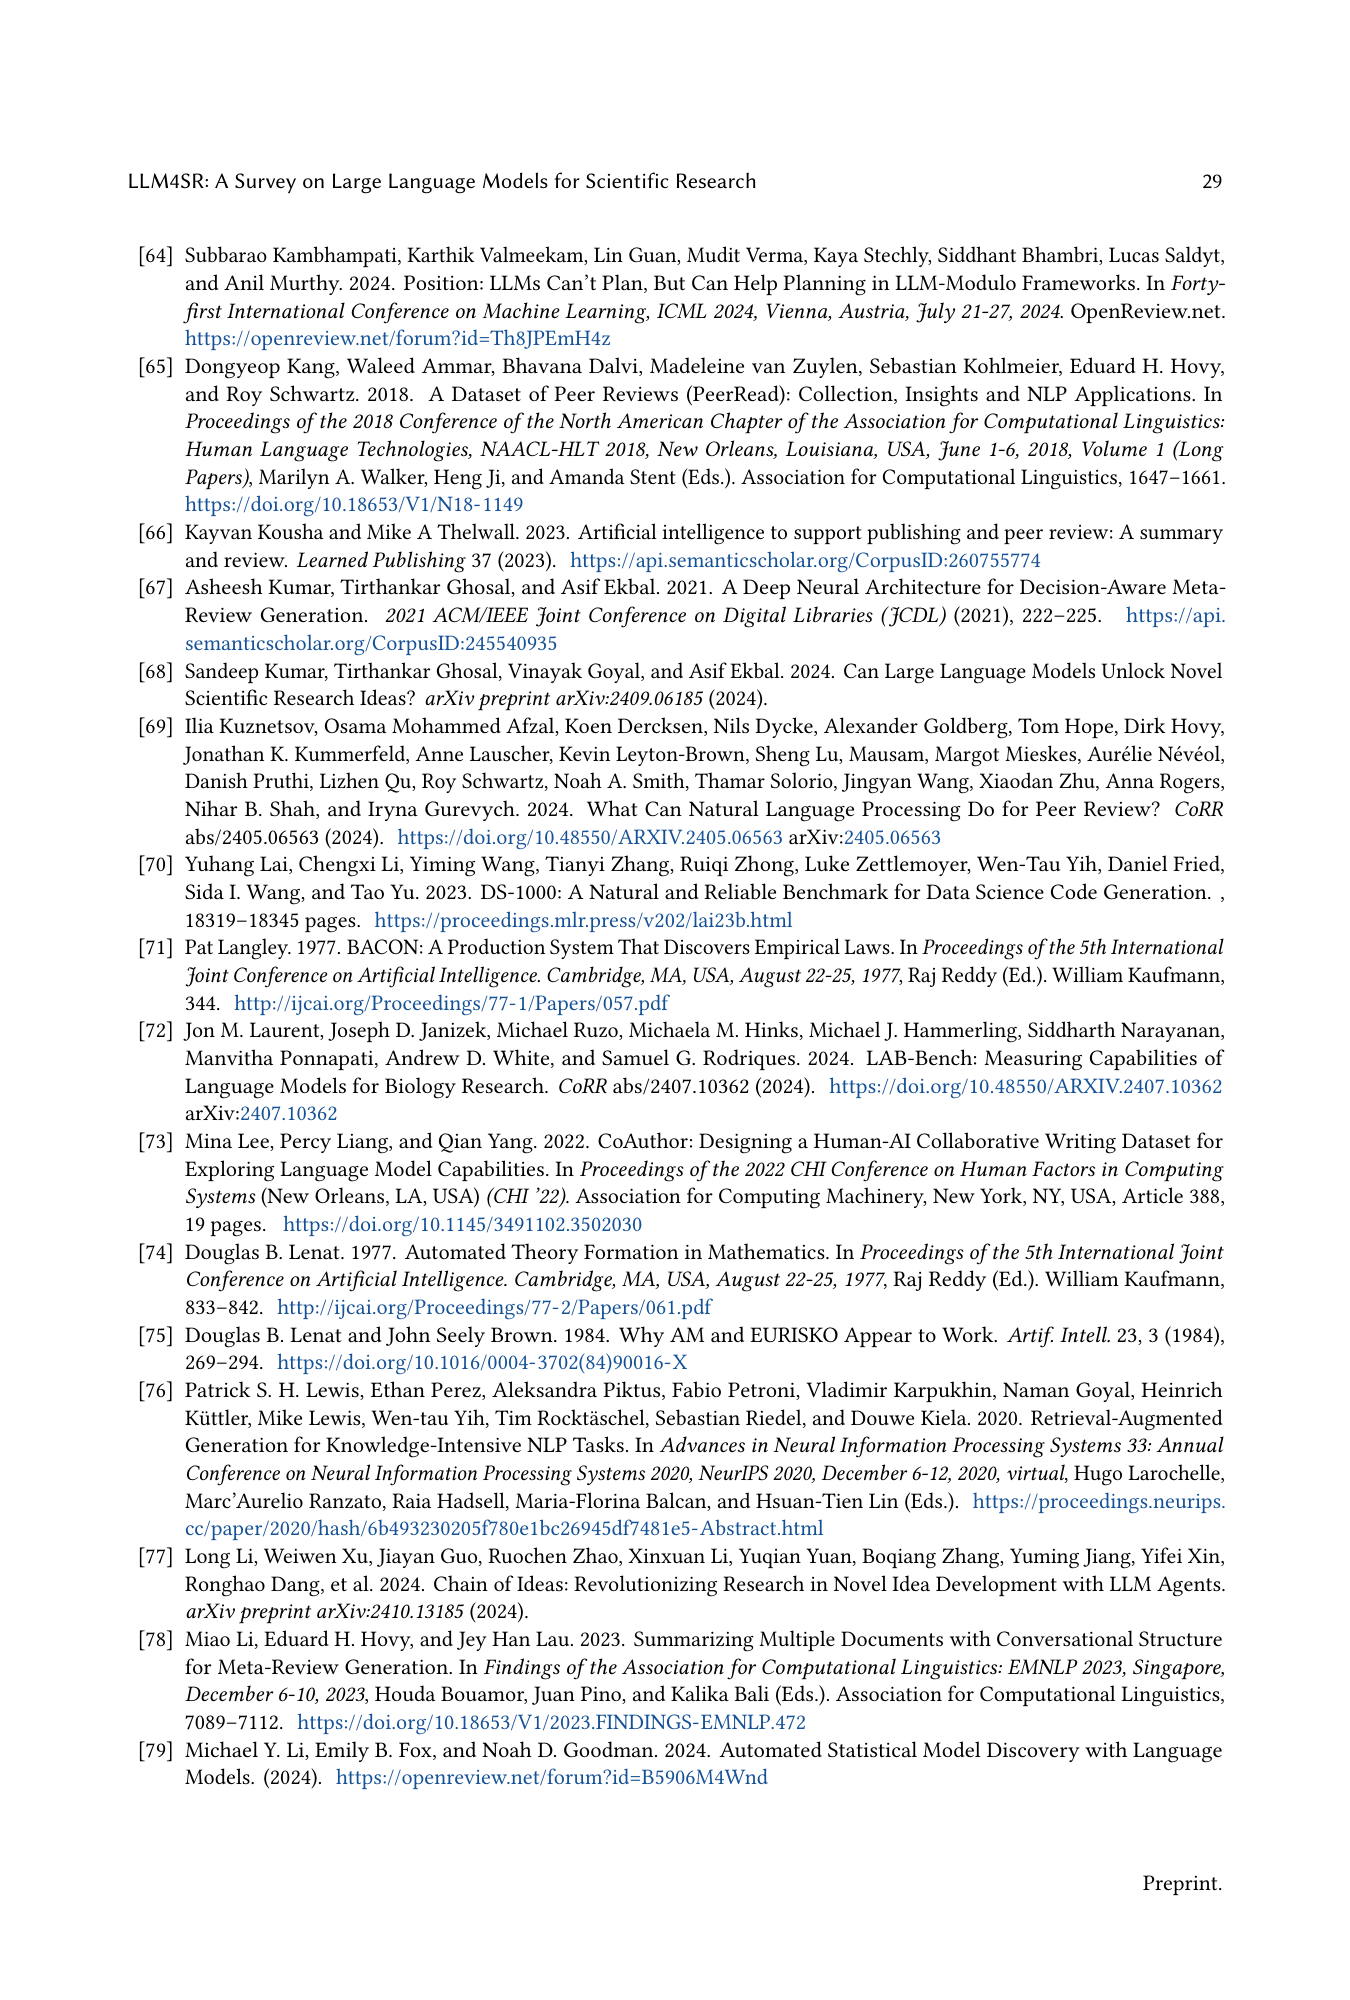 LLM4SR: A Survey on Large Language Models for Scientific Research 29
[64] Subbarao Kambhampati, Karthik Valmeekam, Lin Guan, Mudit Verma, Kaya Stechly, Siddhant Bhambri, Lucas Saldyt,
and Anil Murthy. 2024. Position: LLMs Can't Plan, But Can Help Planning in LLM-Modulo Frameworks. In Forty-
first International Conference on Machine Learning, ICML 2024, Vienna, Austria, July 21-27, 2024. OpenReview.net.
https://openreview.net/forum?id=Th8JPEmH4z
[65] Dongyeop Kang, Waleed Ammar, Bhavana Dalvi, Madeleine van Zuylen, Sebastian Kohlmeier, Eduard H. Hovy,
and Roy Schwartz. 2018. A Dataset of Peer Reviews (PeerRead): Collection, Insights and NLP Applications. In
Proceedings of the 2018 Conference of the North American Chapter of the Association for Computational Linguistics:
Human Language Technologies, NAACL-HLT 2018, New Orleans, Louisiana, USA, June 1-6, 2018, Volume 1 (Long
Papers), Marilyn A. Walker, Heng Ji, and Amanda Stent (Eds.). Association for Computational Linguistics, 1647–1661.
https://doi.org/10.18653/V1/N18-1149
[66] Kayvan Kousha and Mike A Thelwall. 2023. Artificial intelligence to support publishing and peer review: A summary
and review. Learned Publishing 37 (2023). https://api.semanticscholar.org/CorpusID:260755774
[67] Asheesh Kumar, Tirthankar Ghosal, and Asif Ekbal. 2021. A Deep Neural Architecture for Decision-Aware Meta-
Review Generation. 2021 ACM/IEEE Joint Conference on Digital Libraries (JCDL) (2021), 222–225. https://api.
semanticscholar.org/CorpusID:245540935
[68] Sandeep Kumar, Tirthankar Ghosal, Vinayak Goyal, and Asif Ekbal. 2024. Can Large Language Models Unlock Novel
Scientific Research Ideas? arXiv preprint arXiv:2409.06185 (2024).
[69] Ilia Kuznetsov, Osama Mohammed Afzal, Koen Dercksen, Nils Dycke, Alexander Goldberg, Tom Hope, Dirk Hovy,
Jonathan K. Kummerfeld, Anne Lauscher, Kevin Leyton-Brown, Sheng Lu, Mausam, Margot Mieskes, Aurélie Névéol,
Danish Pruthi, Lizhen Qu, Roy Schwartz, Noah A. Smith, Thamar Solorio, Jingyan Wang, Xiaodan Zhu, Anna Rogers,
Nihar B. Shah, and Iryna Gurevych. 2024. What Can Natural Language Processing Do for Peer Review? CoRR
abs/2405.06563 (2024). https://doi.org/10.48550/ARXIV.2405.06563 arXiv:2405.06563
[70] Yuhang Lai, Chengxi Li, Yiming Wang, Tianyi Zhang, Ruiqi Zhong, Luke Zettlemoyer, Wen-Tau Yih, Daniel Fried,
Sida I. Wang, and Tao Yu. 2023. DS-1000: A Natural and Reliable Benchmark for Data Science Code Generation. ,
18319–18345 pages. https://proceedings.mlr.press/v202/lai23b.html
[71] Pat Langley. 1977. BACON: A Production System That Discovers Empirical Laws. In Proceedings of the 5th International
Joint Conference on Artificial Intelligence. Cambridge, MA, USA, August 22-25, 1977, Raj Reddy (Ed.). William Kaufmann,
344. http://ijcai.org/Proceedings/77-1/Papers/057.pdf
[72] Jon M. Laurent, Joseph D. Janizek, Michael Ruzo, Michaela M. Hinks, Michael J. Hammerling, Siddharth Narayanan,
Manvitha Ponnapati, Andrew D. White, and Samuel G. Rodriques. 2024. LAB-Bench: Measuring Capabilities of
Language Models for Biology Research. CoRR abs/2407.10362 (2024). https://doi.org/10.48550/ARXIV.2407.10362
arXiv:2407.10362
[73] Mina Lee, Percy Liang, and Qian Yang. 2022. CoAuthor: Designing a Human-AI Collaborative Writing Dataset for
Exploring Language Model Capabilities. In Proceedings of the 2022 CHI Conference on Human Factors in Computing
Systems (New Orleans, LA, USA) (CHI '22). Association for Computing Machinery, New York, NY, USA, Article 388,
19 pages. https://doi.org/10.1145/3491102.3502030
[74] Douglas B. Lenat. 1977. Automated Theory Formation in Mathematics. In Proceedings of the 5th International Joint
Conference on Artificial Intelligence. Cambridge, MA, USA, August 22-25, 1977, Raj Reddy (Ed.). William Kaufmann,
833–842. http://ijcai.org/Proceedings/77-2/Papers/061.pdf
[75] Douglas B. Lenat and John Seely Brown. 1984. Why AM and EURISKO Appear to Work. Artif. Intell. 23, 3 (1984),
269–294. https://doi.org/10.1016/0004-3702(84)90016-X
[76] Patrick S. H. Lewis, Ethan Perez, Aleksandra Piktus, Fabio Petroni, Vladimir Karpukhin, Naman Goyal, Heinrich
Küttler, Mike Lewis, Wen-tau Yih, Tim Rocktäschel, Sebastian Riedel, and Douwe Kiela. 2020. Retrieval-Augmented
Generation for Knowledge-Intensive NLP Tasks. In Advances in Neural Information Processing Systems 33: Annual
Conference on Neural Information Processing Systems 2020, NeurIPS 2020, December 6-12, 2020, virtual, Hugo Larochelle,
Marc'Aurelio Ranzato, Raia Hadsell, Maria-Florina Balcan, and Hsuan-Tien Lin (Eds.). https://proceedings.neurips.
cc/paper/2020/hash/6b493230205f780e1bc26945df7481e5-Abstract.html
[77] Long Li, Weiwen Xu, Jiayan Guo, Ruochen Zhao, Xinxuan Li, Yuqian Yuan, Boqiang Zhang, Yuming Jiang, Yifei Xin,
Ronghao Dang, et al. 2024. Chain of Ideas: Revolutionizing Research in Novel Idea Development with LLM Agents.
arXiv preprint arXiv:2410.13185 (2024).
[78] Miao Li, Eduard H. Hovy, and Jey Han Lau. 2023. Summarizing Multiple Documents with Conversational Structure
for Meta-Review Generation. In Findings of the Association for Computational Linguistics: EMNLP 2023, Singapore,
December 6-10, 2023, Houda Bouamor, Juan Pino, and Kalika Bali (Eds.). Association for Computational Linguistics,
7089–7112. https://doi.org/10.18653/V1/2023.FINDINGS-EMNLP.472
[79] Michael Y. Li, Emily B. Fox, and Noah D. Goodman. 2024. Automated Statistical Model Discovery with Language
Models. (2024). https://openreview.net/forum?id=B5906M4Wnd
Preprint.